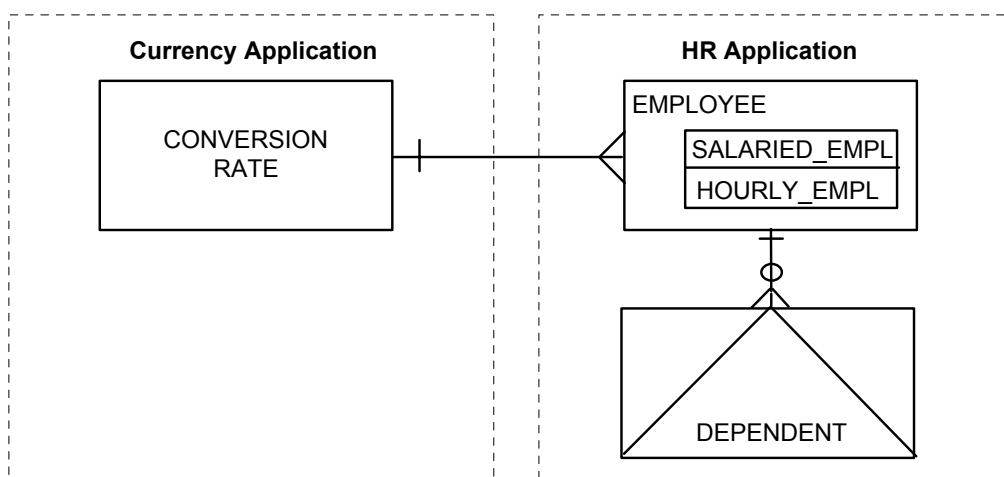 Currency Application
CONVERSION
RATE
HR Application
EMPLOYEE
SALARIED_EMPL
HOURLY_EMPL
DEPENDENT